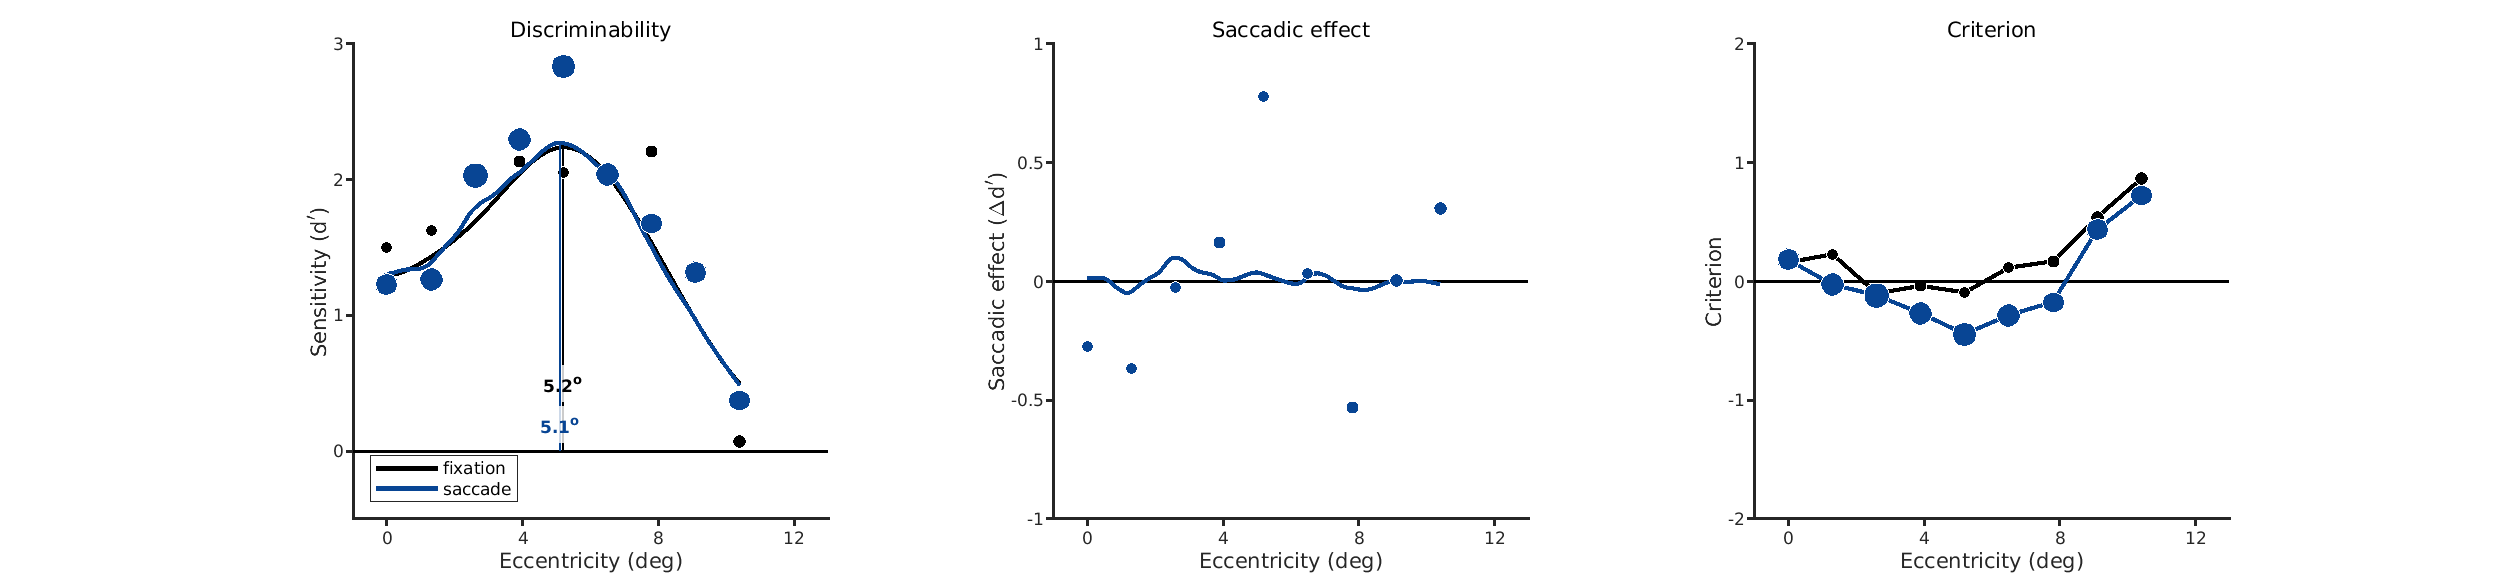 Discriminability
3
2
1
0
Sensitivity (d′)
5.2°
5.1°
fixation
saccade
0 4 8 12
Eccentricity (deg)
Saccadic effect
1
0.5
0
-0.5
-1
Saccadic effect (Δd′)
0 4 8 12
Eccentricity (deg)
Criterion
2
1
0
-1
-2
Criterion
0 4 8 12
Eccentricity (deg)